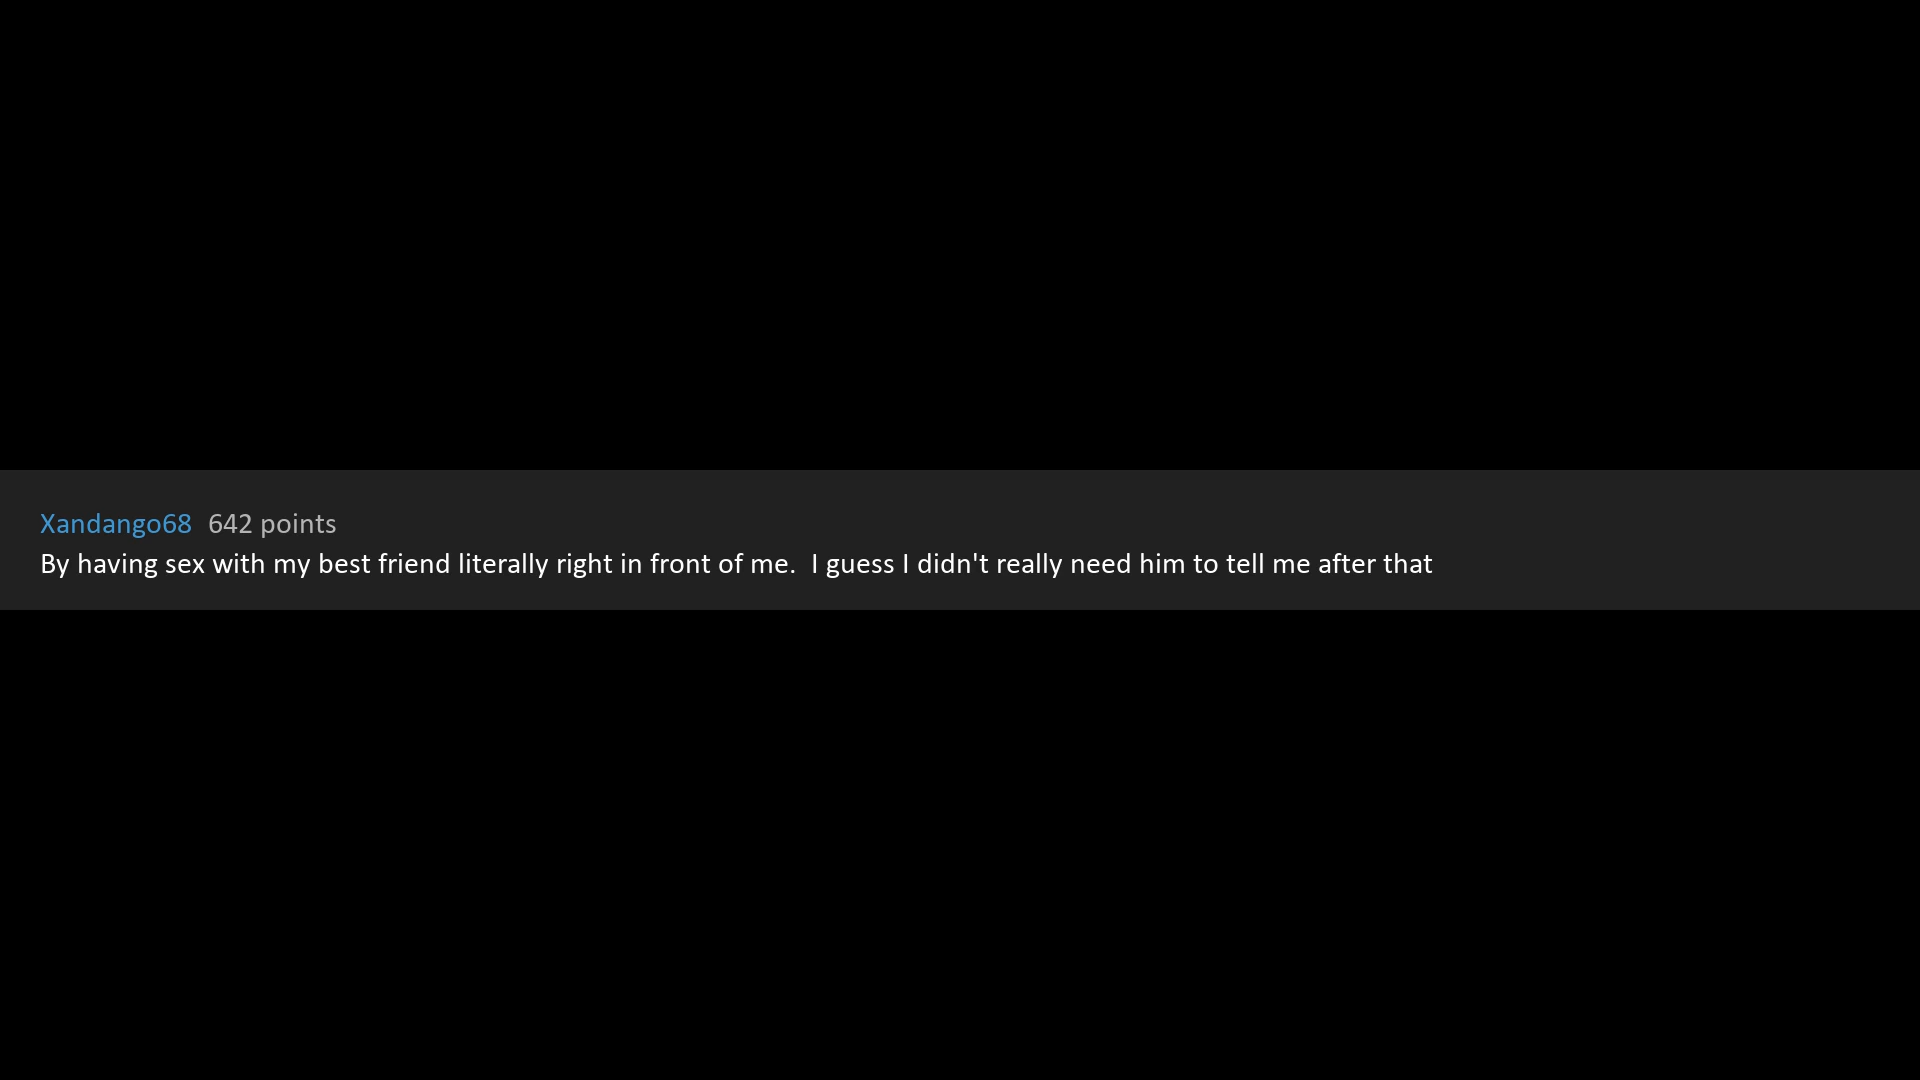 Xandango68 642 points
By having sex with my best friend literally right in front of me.  I guess I didn't really need him to tell me after that